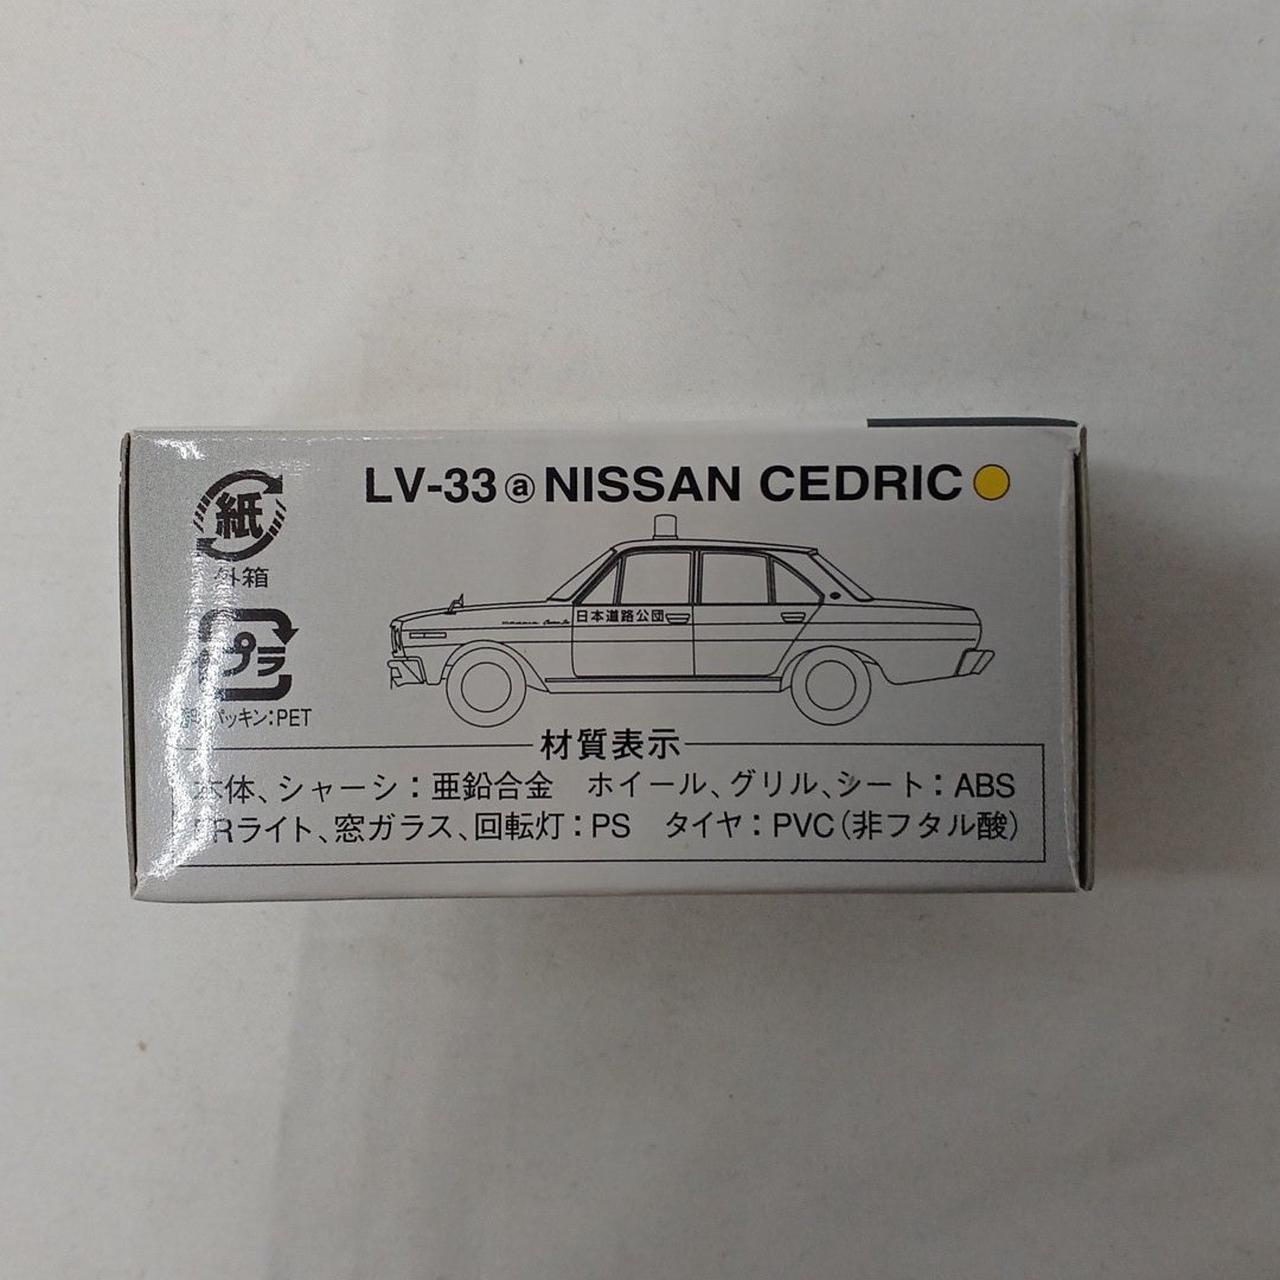 LV-33ⓐNISSAN CEDRIC
紙
外箱
プラ
パッキン:PET
日本道路公団
材質表示
本体、シャーシ:亜鉛合金 ホイール、グリル、シート:ABS
Rライト、窓ガラス、回転灯:PS タイヤ:PVC(非フタル酸)